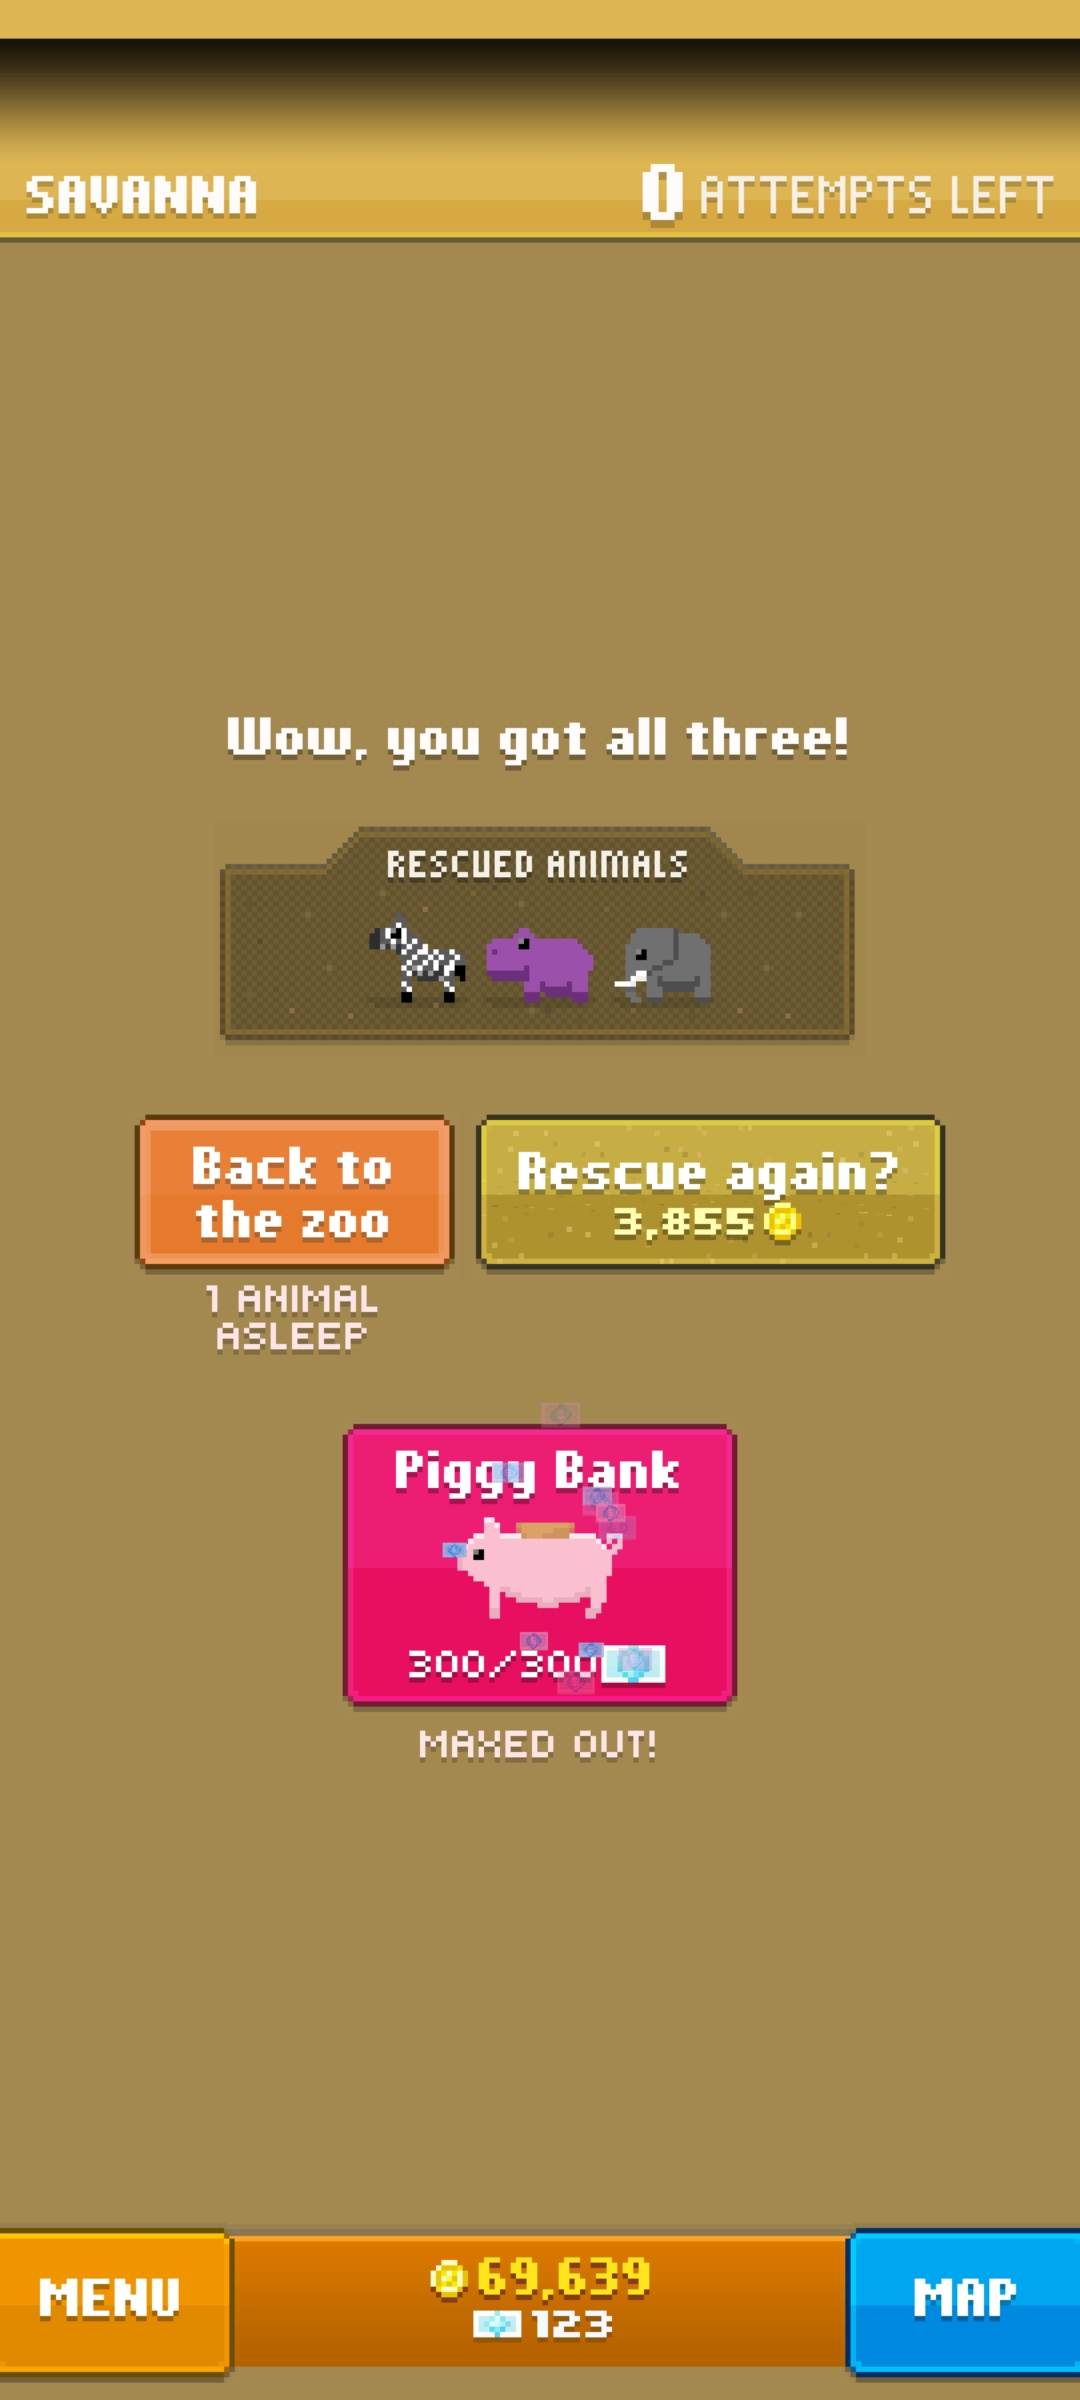 SAVANNA
0 ATTEMPTS LEFT
Wow, you got all three!
RESCUED ANIMALS
Back to
the zoo
Rescue again?
3,855
1 ANIMAL
ASLEEP
Piggy Bank
300/300
MAXED OUT!
MENU
69,639
123
MAP